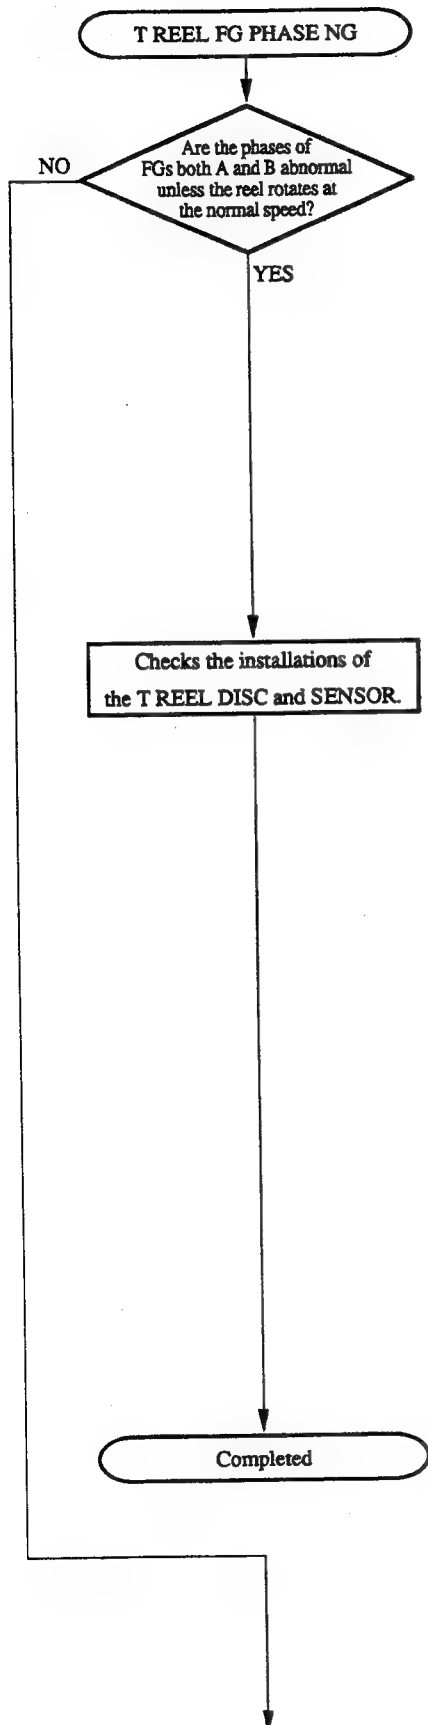 T REEL FG PHASE NG
Are the phases of
FGs both A and B abnormal
unless the reel rotates at
the normal speed?
NO
YES
Checks the installations of
the T REEL DISC and SENSOR.
Completed